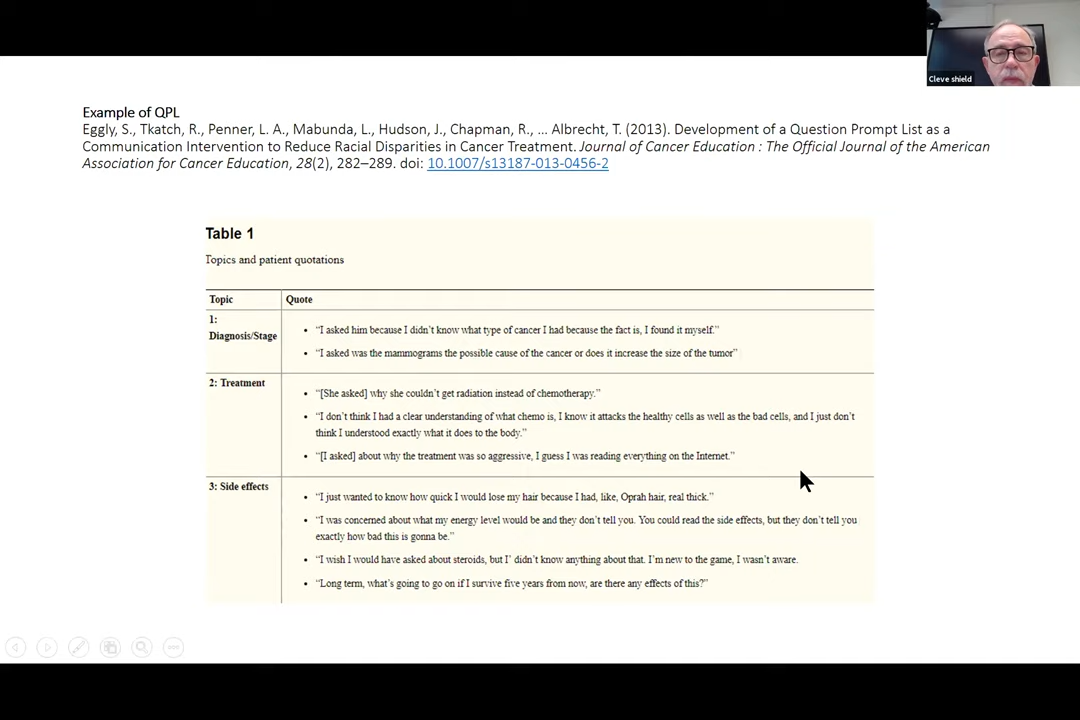 Cleve shield
Example of QPL
Eggly, S., Tkatch, R., Penner, L. A., Mabunda, L., Hudson, J., Chapman, R., … Albrecht, T. (2013). Development of a Question Prompt List as a
Communication Intervention to Reduce Racial Disparities in Cancer Treatment. Journal of Cancer Education : The Official Journal of the American
Association for Cancer Education, 28(2), 282–289. doi: 10.1007/s13187-013-0456-2
Table 1
Topics and patient quotations
Topic Quote
1:
Diagnosis/Stage
• “I asked him because I didn’t know what type of cancer I had because the fact is, I found it myself.”
• “I asked was the mammograms the possible cause of the cancer or does it increase the size of the tumor”
2: Treatment
• “[She asked] why she couldn’t get radiation instead of chemotherapy.”
• “I don’t think I had a clear understanding of what chemo is, I know it attacks the healthy cells as well as the bad cells, and I just don’t
think I understood exactly what it does to the body.”
• “[I asked] about why the treatment was so aggressive, I guess I was reading everything on the Internet.”
3: Side effects
• “I just wanted to know how quick I would lose my hair because I had, like, Oprah hair, real thick.”
• “I was concerned about what my energy level would be and they don’t tell you. You could read the side effects, but they don’t tell you
exactly how bad this is gonna be.”
• “I wish I would have asked about steroids, but I’ didn’t know anything about that. I’m new to the game, I wasn’t aware.
• “Long term, what’s going to go on if I survive five years from now, are there any effects of this?”